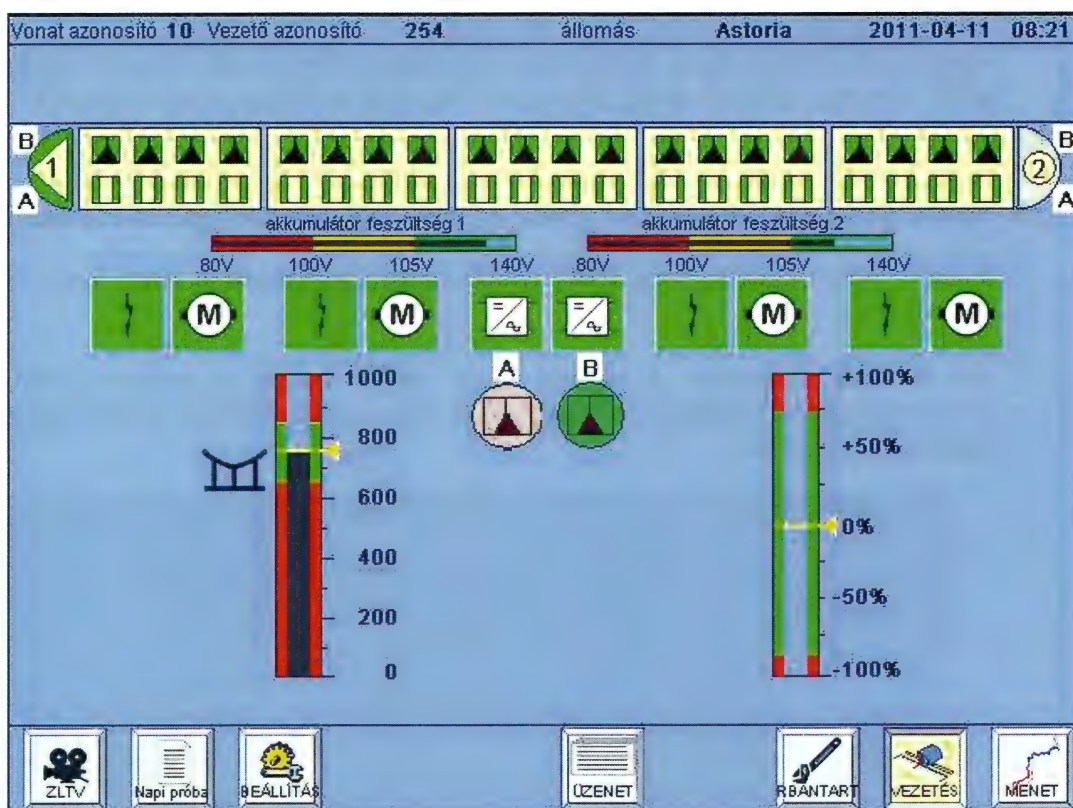 Vonat azonosító 10 Vezető azonosító 254 állomás Astoria 2011-04-11 08:21
B B
1 2
A A
akkumulátor feszültség 1 akkumulátor feszültség 2
80V 100V 105V 140V 80V 100V 105V 140V
M M M M
A B
1000 +100%
800 +50%
600 0%
400 -50%
200 -100%
0
ZLTV Napi próba BEÁLLÍTÁS ÜZENET RBANTART VEZETÉS MENET